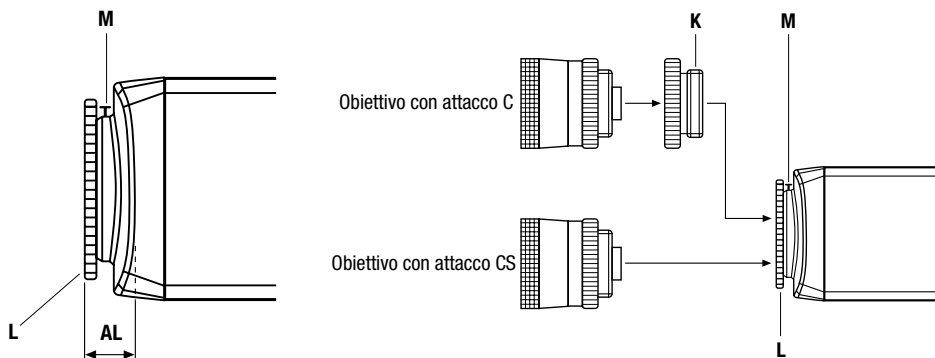 M
L
AL
K
M
Obiettivo con attacco C
Obiettivo con attacco CS
L